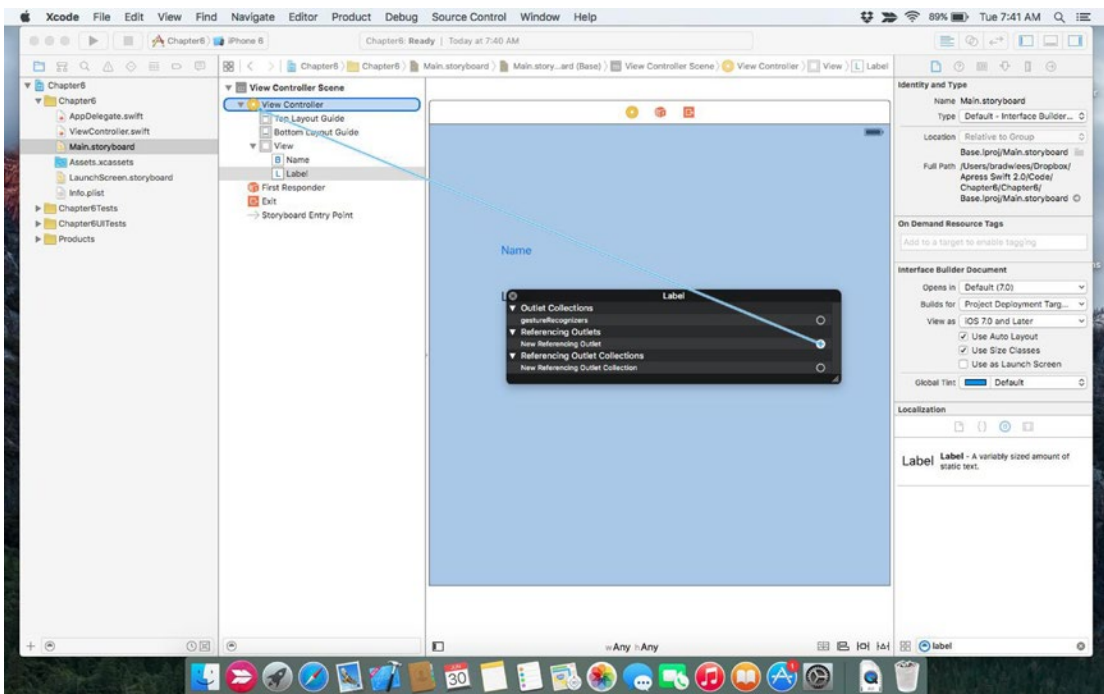 Xcode File Edit View Find Navigate Editor Product Debug Source Control Window Help
89% Tue 7:41 AM
Chapter6 iPhone 6
Chapter6: Ready | Today at 7:40 AM
Chapter6 Chapter6 Main.storyboard Main.story...ard (Base) View Controller Scene View Controller View L Label
Chapter6
Chapter6
AppDelegate.swift
ViewController.swift
Main.storyboard
Assets.xcassets
LaunchScreen.storyboard
Info.plist
Chapter6Tests
Chapter6UITests
Products
View Controller Scene
View Controller
Top Layout Guide
Bottom Layout Guide
View
B Name
L Label
First Responder
Exit
Storyboard Entry Point
Name
Label
Outlet Collections
gestureRecognizers
Referencing Outlets
New Referencing Outlet
Referencing Outlet Collections
New Referencing Outlet Collection
wAny hAny
Identity and Type
Name Main.storyboard
Type Default - Interface Builder...
Location Relative to Group
Base.lproj/Main.storyboard
Full Path /Users/bradwlees/Dropbox/
Apress Swift 2.0/Code/
Chapter6/Chapter6/
Base.lproj/Main.storyboard
On Demand Resource Tags
Add to a target to enable tagging
Interface Builder Document
Opens in Default (7.0)
Builds for Project Deployment Targ...
View as iOS 7.0 and Later
Use Auto Layout
Use Size Classes
Use as Launch Screen
Global Tint Default
Localization
Label Label - A variably sized amount of
static text.
label
JUN
30
1